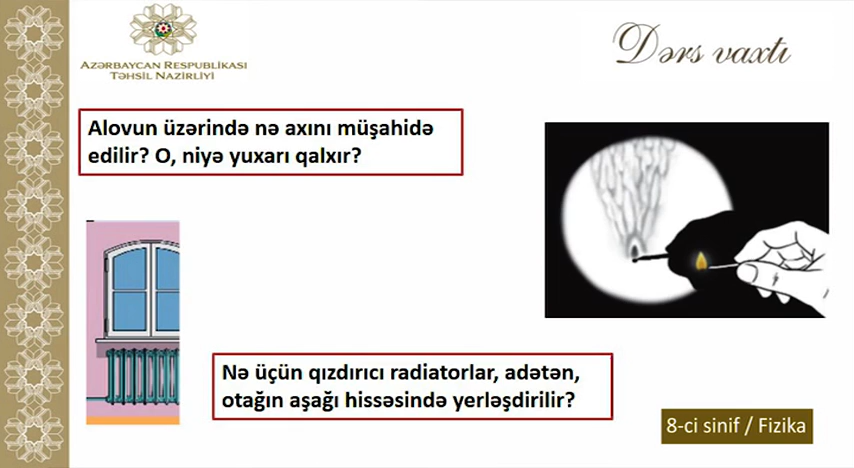 Azərbaycan Respublikası
Təhsil Nazirliyi
Dərs vaxtı
Alovun üzərində nə axını müşahidə
edilir? O, niyə yuxarı qalxır?
Nə üçün qızdırıcı radiatorlar, adətən,
otağın aşağı hissəsində yerləşdirilir?
8-ci sinif / Fizika